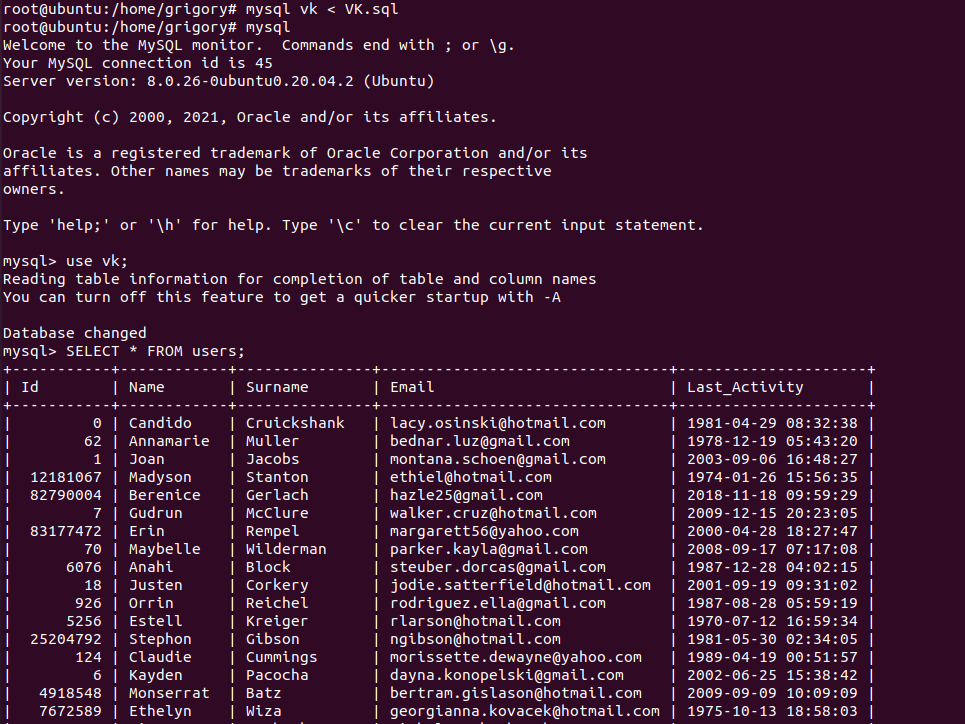 root@ubuntu:/home/grigory# mysql vk < VK.sql
root@ubuntu:/home/grigory# mysql
Welcome to the MySQL monitor.  Commands end with ; or \g.
Your MySQL connection id is 45
Server version: 8.0.26-0ubuntu0.20.04.2 (Ubuntu)

Copyright (c) 2000, 2021, Oracle and/or its affiliates.

Oracle is a registered trademark of Oracle Corporation and/or its
affiliates. Other names may be trademarks of their respective
owners.

Type 'help;' or '\h' for help. Type '\c' to clear the current input statement.

mysql> use vk;
Reading table information for completion of table and column names
You can turn off this feature to get a quicker startup with -A

Database changed
mysql> SELECT * FROM users;
+-----------+------------+---------------+--------------------------------+---------------------+
| Id        | Name       | Surname       | Email                          | Last_Activity       |
+-----------+------------+---------------+--------------------------------+---------------------+
|         0 | Candido    | Cruickshank   | lacy.osinski@hotmail.com       | 1981-04-29 08:32:38 |
|        62 | Annamarie  | Muller        | bednar.luz@gmail.com           | 1978-12-19 05:43:20 |
|         1 | Joan       | Jacobs        | montana.schoen@gmail.com       | 2003-09-06 16:48:27 |
|  12181067 | Madyson    | Stanton       | ethiel@hotmail.com             | 1974-01-26 15:56:35 |
|  82790004 | Berenice   | Gerlach       | hazle25@gmail.com              | 2018-11-18 09:59:29 |
|         7 | Gudrun     | McClure       | walker.cruz@hotmail.com        | 2009-12-15 20:23:05 |
|  83177472 | Erin       | Rempel        | margarett56@yahoo.com          | 2000-04-28 18:27:47 |
|        70 | Maybelle   | Wilderman     | parker.kayla@gmail.com         | 2008-09-17 07:17:08 |
|      6076 | Anahi      | Block         | steuber.dorcas@gmail.com       | 1987-12-28 04:02:15 |
|        18 | Justen     | Corkery       | jodie.satterfield@hotmail.com  | 2001-09-19 09:31:02 |
|       926 | Orrin      | Reichel       | rodriguez.ella@gmail.com       | 1987-08-28 05:59:19 |
|      5256 | Estell     | Kreiger       | rlarson@hotmail.com            | 1970-07-12 16:59:34 |
|  25204792 | Stephon    | Gibson        | ngibson@hotmail.com            | 1981-05-30 02:34:05 |
|       124 | Claudie    | Cummings      | morissette.dewayne@yahoo.com   | 1989-04-19 00:51:57 |
|         6 | Kayden     | Pacocha       | dayna.konopelski@gmail.com     | 2002-06-25 15:38:42 |
|   4918548 | Monserrat  | Batz          | bertram.gislason@hotmail.com   | 2009-09-09 10:09:09 |
|   7672589 | Ethelyn    | Wiza          | georgianna.kovacek@hotmail.com | 1975-10-13 18:58:03 |